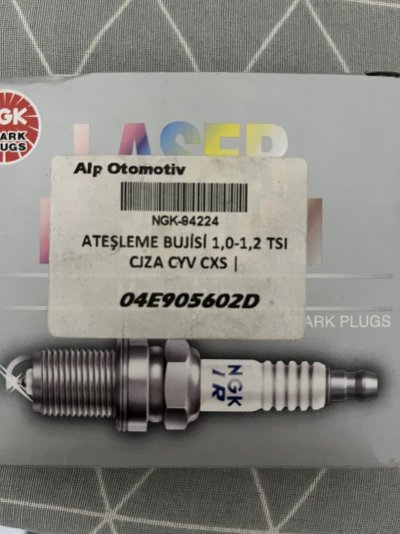 NGK
SPARK
PLUGS
LASER
Alp Otomotiv
NGK-94224
ATEŞLEME BUJİSİ 1,0-1,2 TSI
CJZA CYV CXS |
04E905602D
SPARK PLUGS
NGK
IR